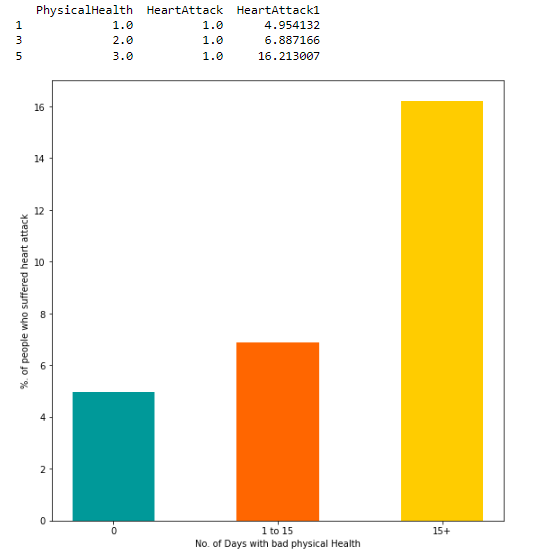 PhysicalHealth HeartAttack HeartAttack1
1 1.0 1.0 4.954132
3 2.0 1.0 6.887166
5 3.0 1.0 16.213007
16
14
12
10
8
6
4
2
0
%. of people who suffered heart attack
0 1 to 15 15+
No. of Days with bad physical Health